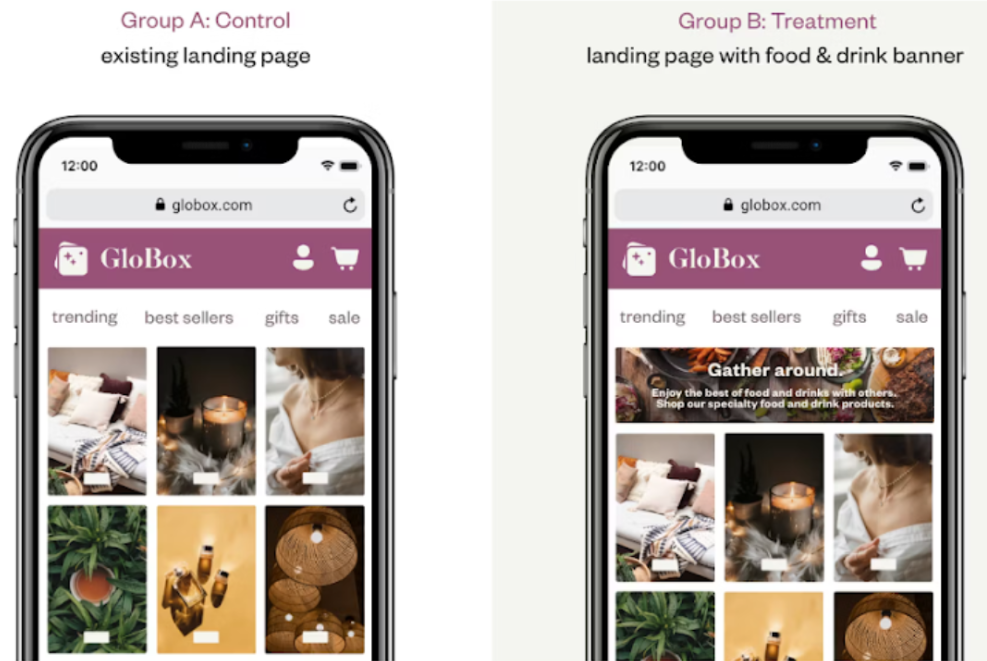 Group A: Control
existing landing page
12:00
globox.com
GloBox
trending best sellers gifts sale
Group B: Treatment
landing page with food & drink banner
12:00
globox.com
GloBox
trending best sellers gifts sale
Gather around.
Enjoy the best of food and drinks with others.
Shop our specialty food and drink products.